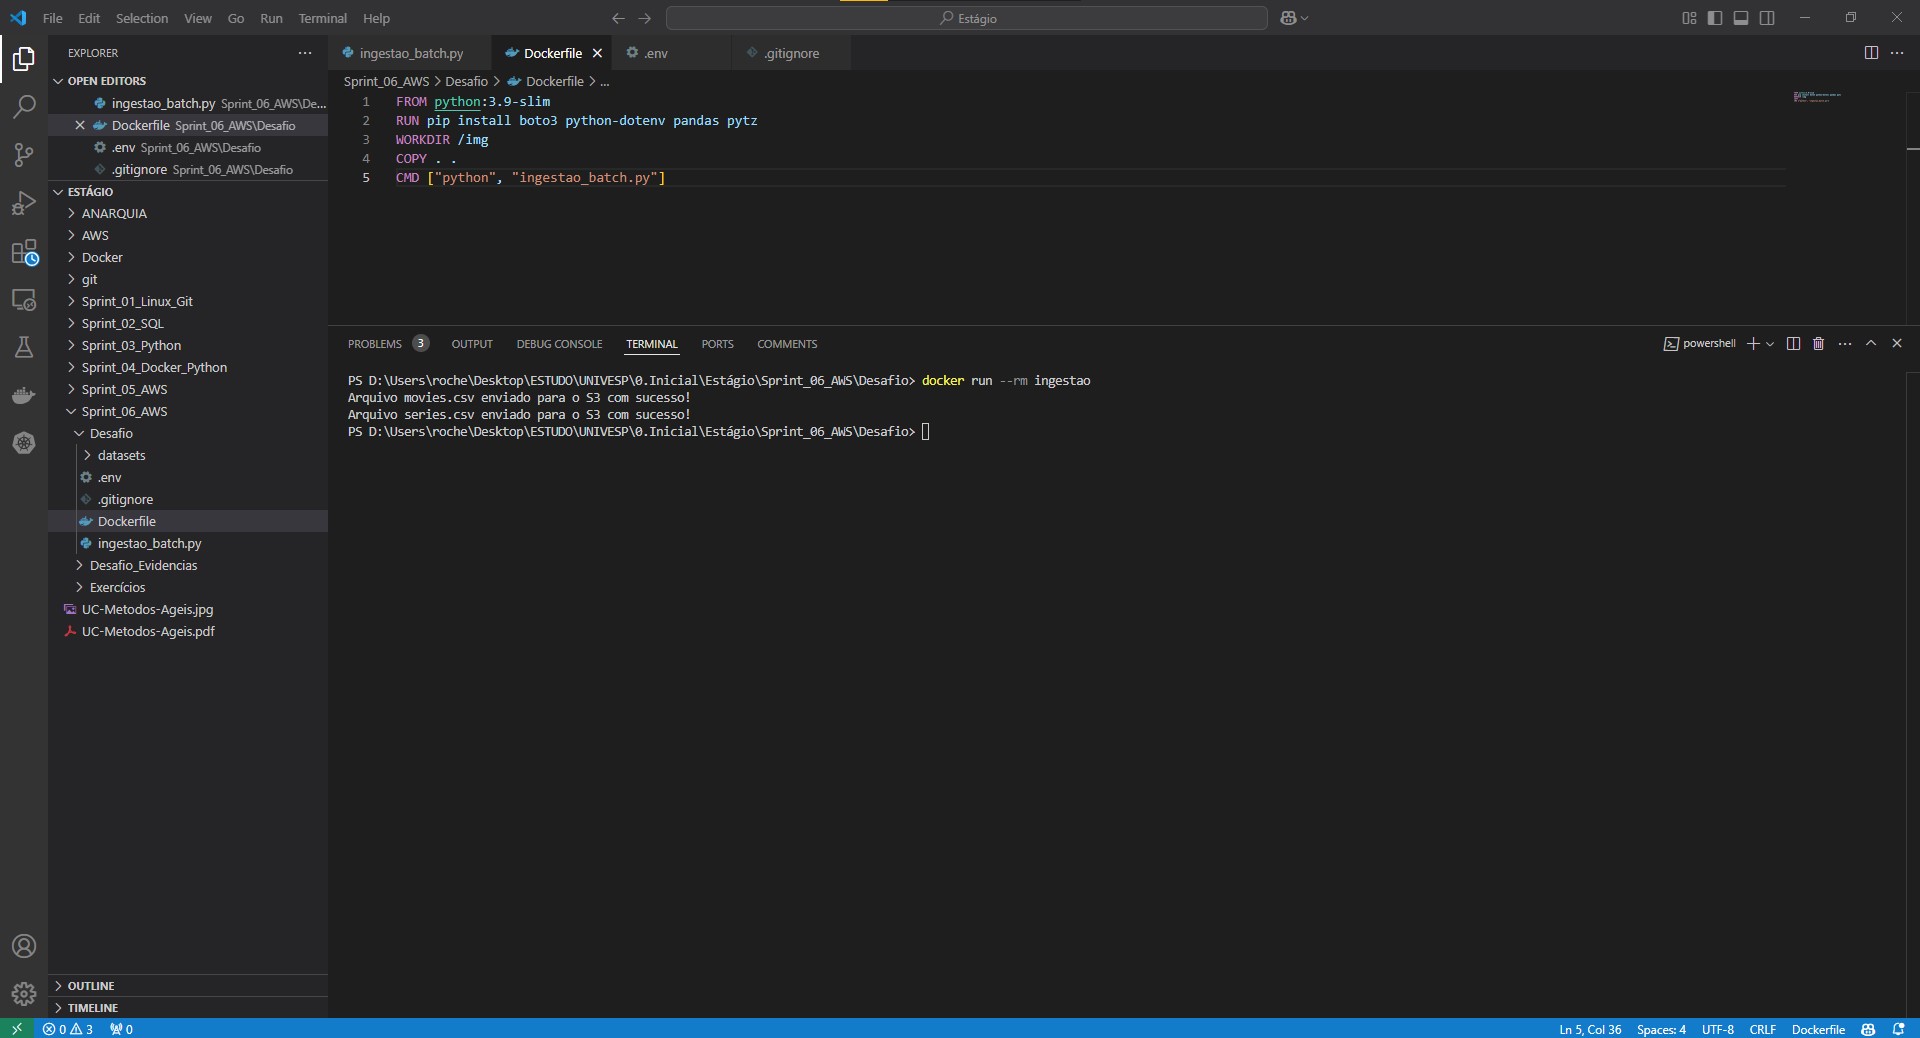 File Edit Selection View Go Run Terminal Help
Estágio
EXPLORER
OPEN EDITORS
ingestao_batch.py Sprint_06_AWS\De...
Dockerfile Sprint_06_AWS\Desafio
.env Sprint_06_AWS\Desafio
.gitignore Sprint_06_AWS\Desafio
ESTÁGIO
ANARQUIA
AWS
Docker
git
Sprint_01_Linux_Git
Sprint_02_SQL
Sprint_03_Python
Sprint_04_Docker_Python
Sprint_05_AWS
Sprint_06_AWS
Desafio
datasets
.env
.gitignore
Dockerfile
ingestao_batch.py
Desafio_Evidencias
Exercícios
UC-Metodos-Ageis.jpg
UC-Metodos-Ageis.pdf
OUTLINE
TIMELINE
ingestao_batch.py Dockerfile .env .gitignore
Sprint_06_AWS > Desafio > Dockerfile > ...
1 FROM python:3.9-slim
2 RUN pip install boto3 python-dotenv pandas pytz
3 WORKDIR /img
4 COPY . .
5 CMD ["python", "ingestao_batch.py"]
PROBLEMS 3 OUTPUT DEBUG CONSOLE TERMINAL PORTS COMMENTS
powershell
PS D:\Users\roche\Desktop\ESTUDO\UNIVESP\0.Inicial\Estágio\Sprint_06_AWS\Desafio> docker run --rm ingestao
Arquivo movies.csv enviado para o S3 com sucesso!
Arquivo series.csv enviado para o S3 com sucesso!
PS D:\Users\roche\Desktop\ESTUDO\UNIVESP\0.Inicial\Estágio\Sprint_06_AWS\Desafio>
0 3 0
Ln 5, Col 36 Spaces: 4 UTF-8 CRLF Dockerfile